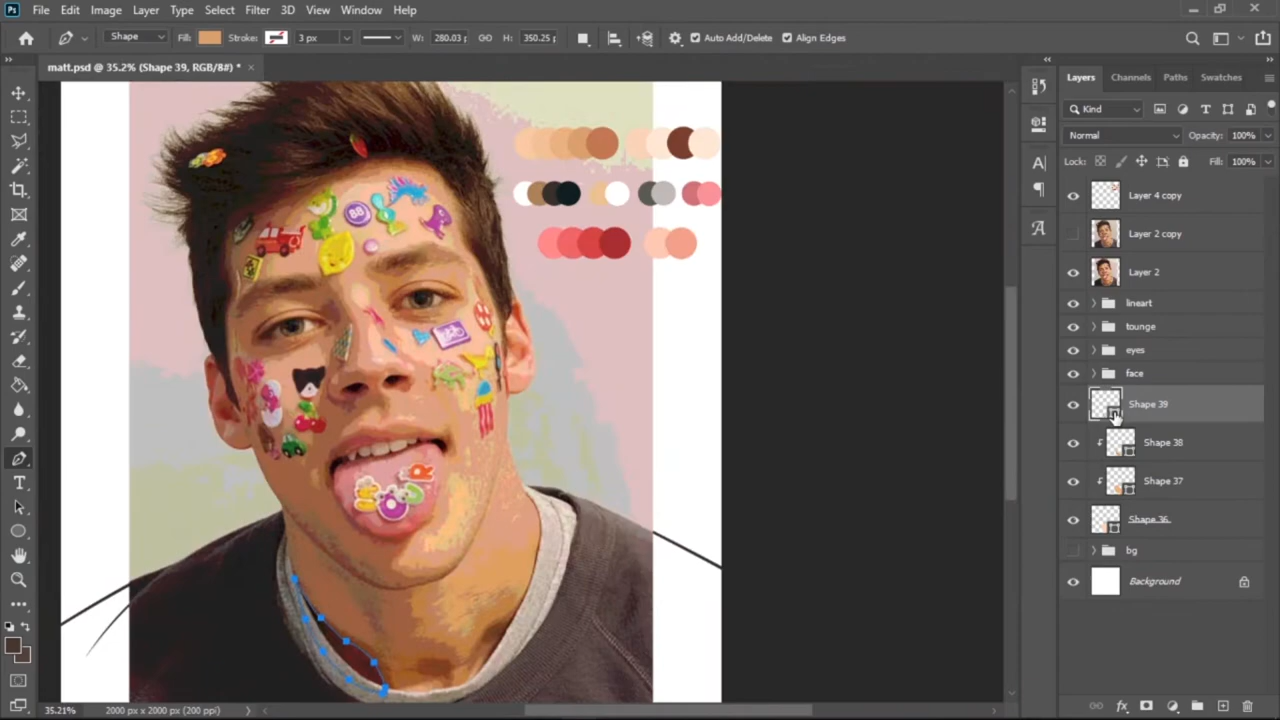 Ps File Edit Image Layer Type Select Filter 3D View Window Help
Shape Fill: Stroke: 3 px W: 280.03 H: 350.25 Auto Add/Delete Align Edges
matt.psd @ 35.2% (Shape 39, RGB/8#) * ×
Layers Channels Paths Swatches
Kind
Normal Opacity: 100%
Lock: Fill: 100%
Layer 4 copy
Layer 2 copy
Layer 2
lineart
tounge
eyes
face
Shape 39
Shape 38
Shape 37
Shape 36
bg
Background
88
R
35.21% 2000 px x 2000 px (200 ppi)